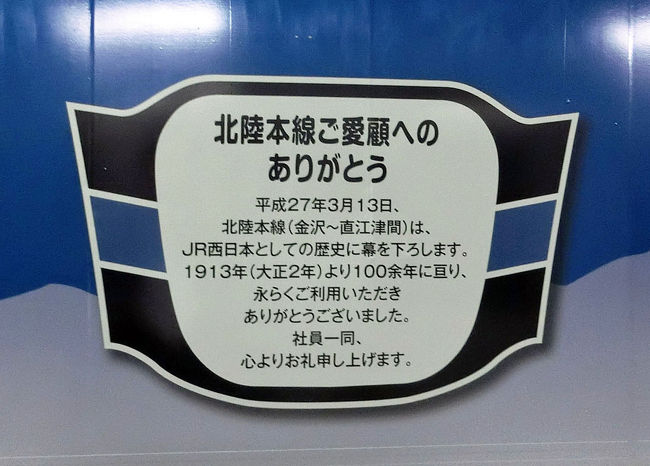 北陸本線ご愛顧への
ありがとう
平成27年3月13日、
北陸本線(金沢〜直江津間)は、
JR西日本としての歴史に幕を下ろします。
1913年(大正2年)より100余年に亘り、
永らくご利用いただき
ありがとうございました。
社員一同、
心よりお礼申し上げます。